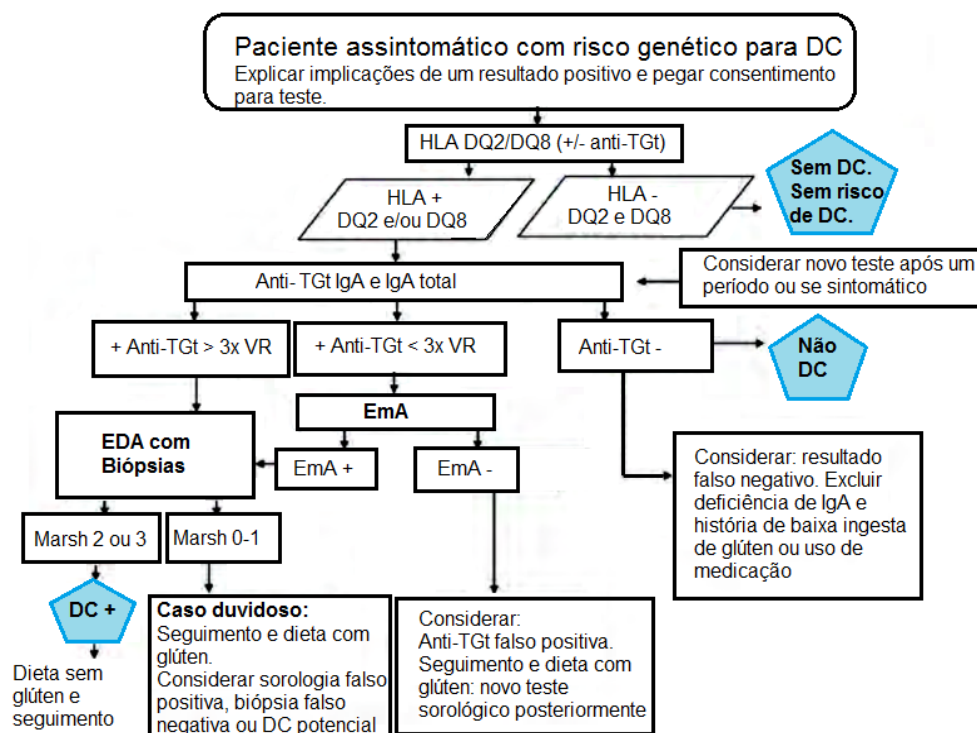 Paciente assintomático com risco genético para DC
Explicar implicações de um resultado positivo e pegar consentimento
para teste.
HLA DQ2/DQ8 (+/- anti-TGt)
HLA +
DQ2 e/ou DQ8
HLA -
DQ2 e DQ8
Sem DC.
Sem risco
de DC.
Anti- TGt IgA e IgA total
Considerar novo teste após um
período ou se sintomático
+ Anti-TGt > 3x VR
+ Anti-TGt < 3x VR
Anti-TGt -
Não
DC
EmA
EDA com
Biópsias
EmA +
EmA -
Considerar: resultado
falso negativo. Excluir
deficiência de IgA e
história de baixa ingesta
de glúten ou uso de
medicação
Marsh 2 ou 3
Marsh 0-1
DC +
Dieta sem
glúten e
seguimento
Caso duvidoso:
Seguimento e dieta com
glúten.
Considerar sorologia falso
positiva, biópsia falso
negativa ou DC potencial
Considerar:
Anti-TGt falso positiva.
Seguimento e dieta com
glúten: novo teste
sorológico posteriormente